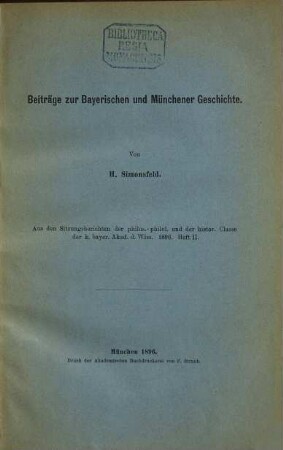 BIBLIOTHECA
REGIA
MONACENSIS
Beiträge zur Bayerischen und Münchener Geschichte.
Von
H. Simonsfeld.
Aus den Sitzungsberichten der philos.-philol. und der histor. Classe
der k. bayer. Akad. d. Wiss. 1896. Heft II.
München 1896.
Druck der akademischen Buchdruckerei von F. Straub.